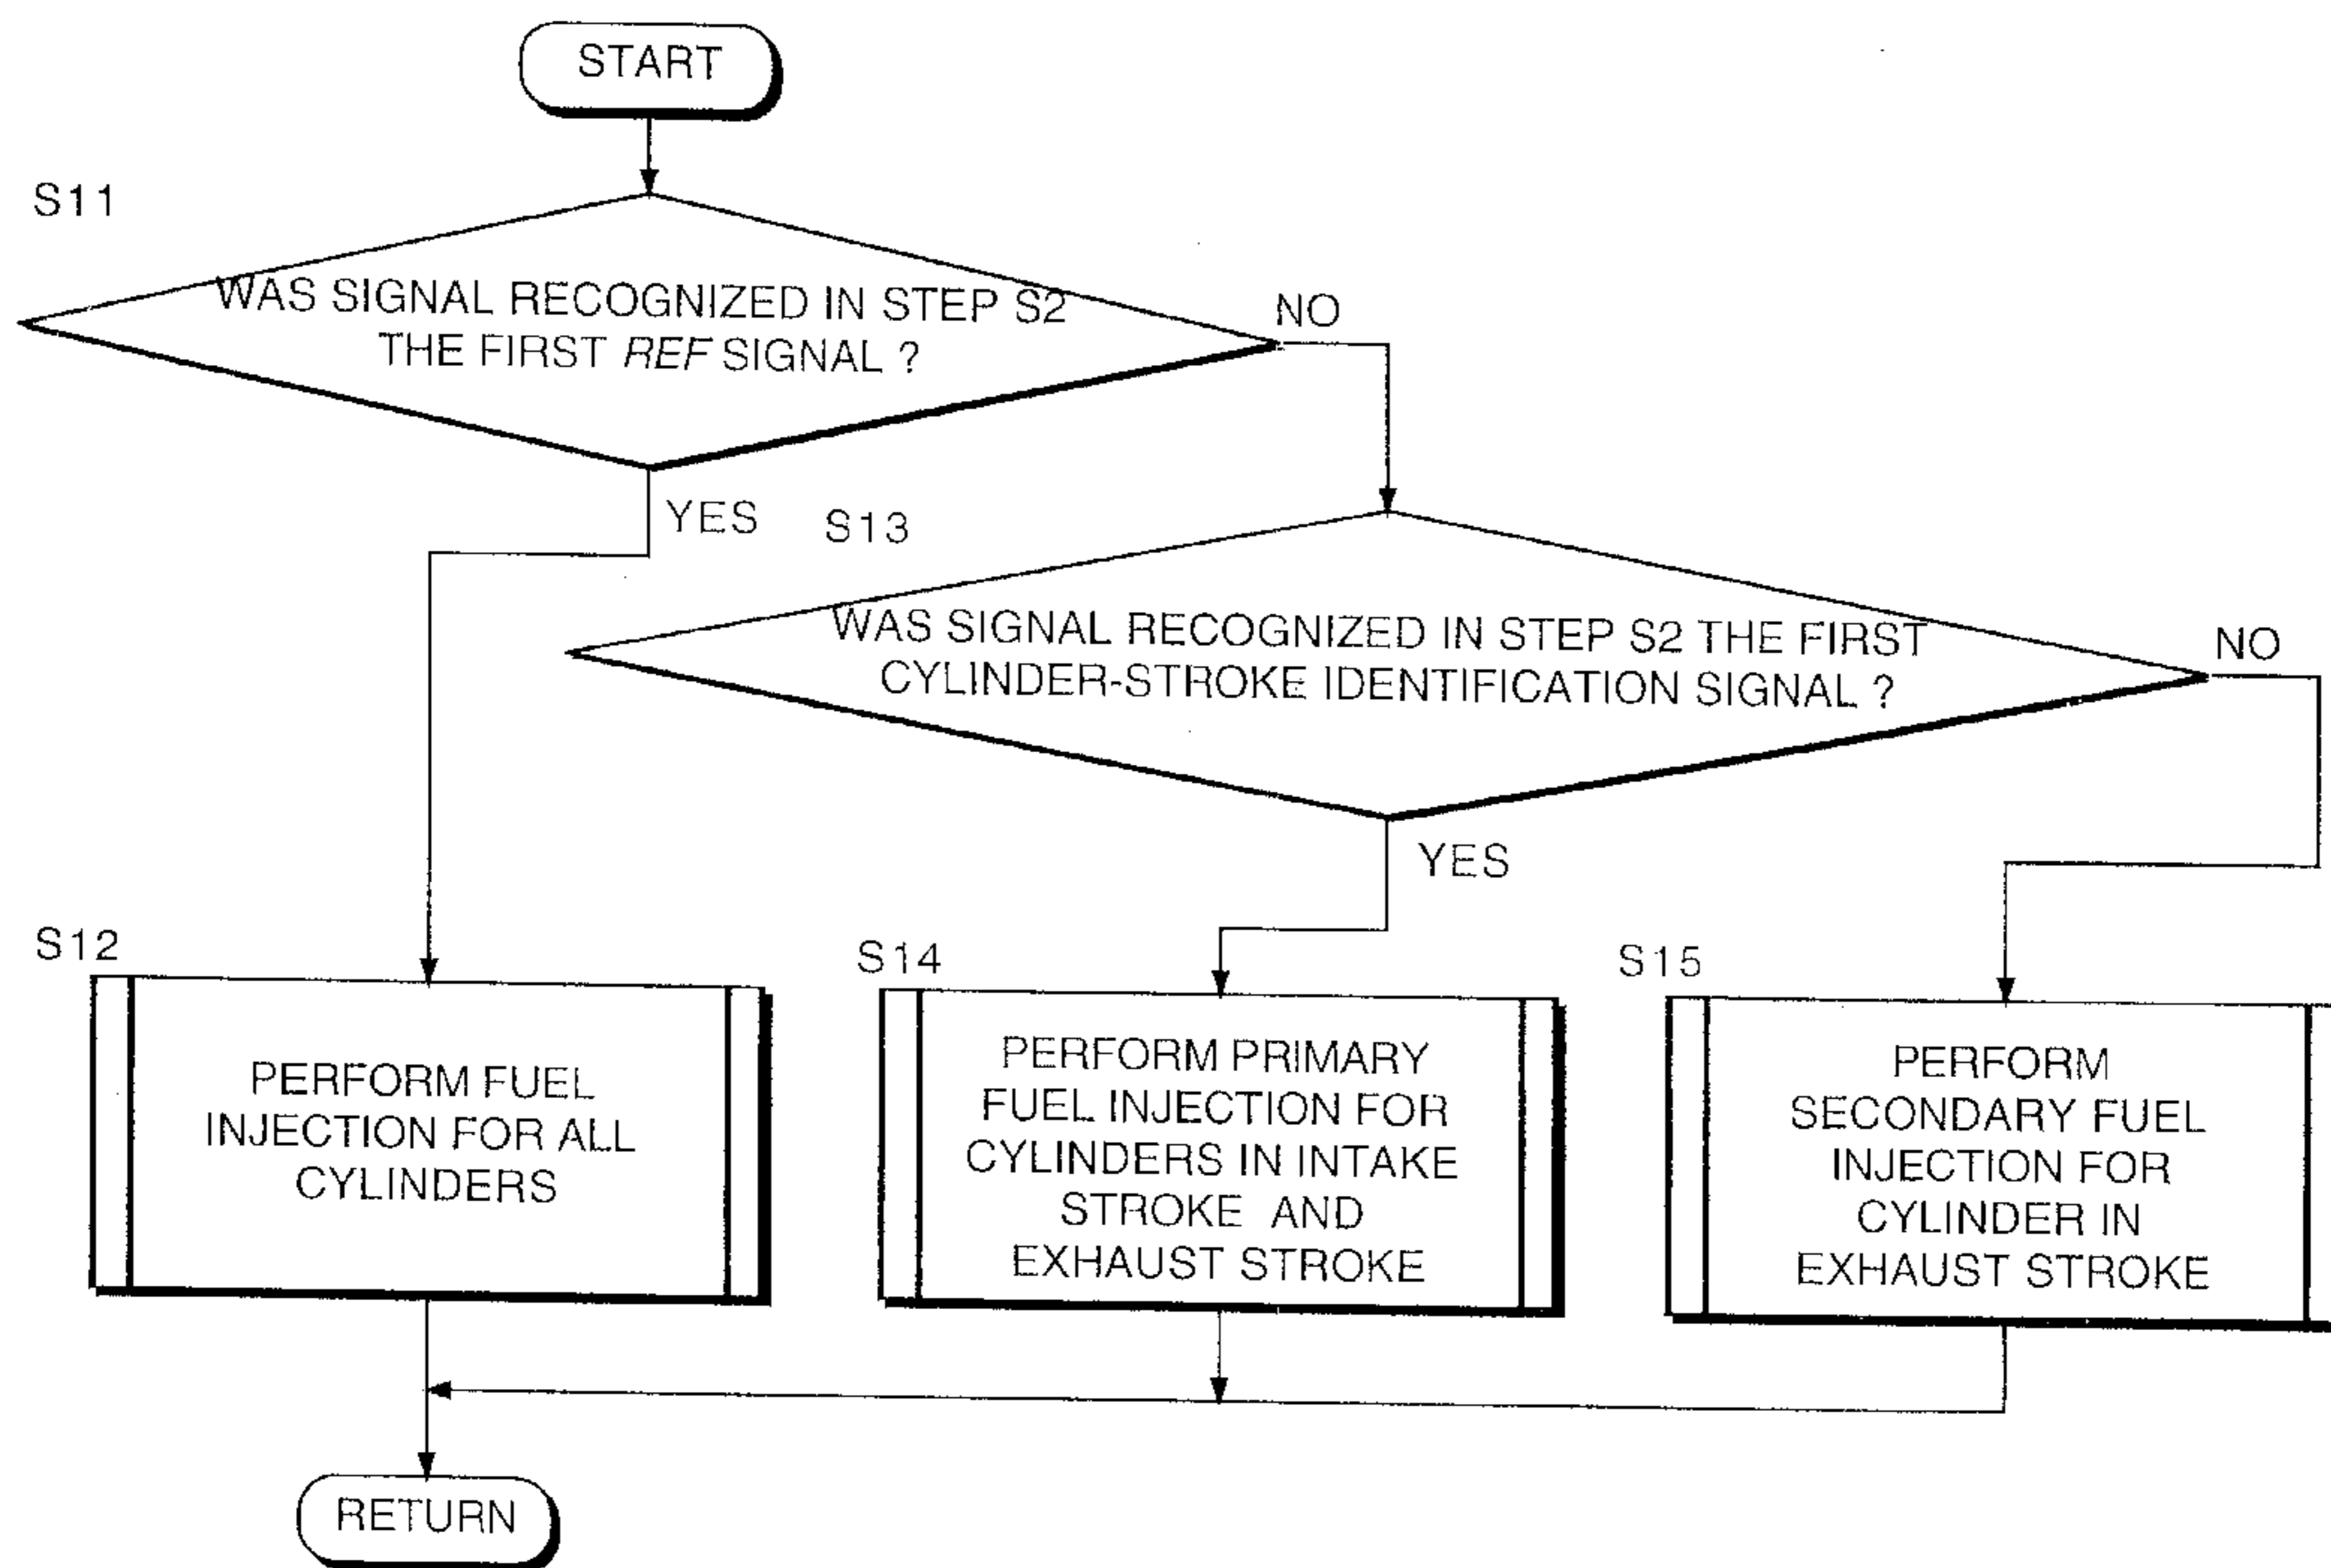 START
S11
WAS SIGNAL RECOGNIZED IN STEP S2
THE FIRST REF SIGNAL ?
NO
YES
S13
WAS SIGNAL RECOGNIZED IN STEP S2 THE FIRST
CYLINDER-STROKE IDENTIFICATION SIGNAL ?
NO
YES
S12
PERFORM FUEL
INJECTION FOR ALL
CYLINDERS
S14
PERFORM PRIMARY
FUEL INJECTION FOR
CYLINDERS IN INTAKE
STROKE AND
EXHAUST STROKE
S15
PERFORM
SECONDARY FUEL
INJECTION FOR
CYLINDER IN
EXHAUST STROKE
RETURN